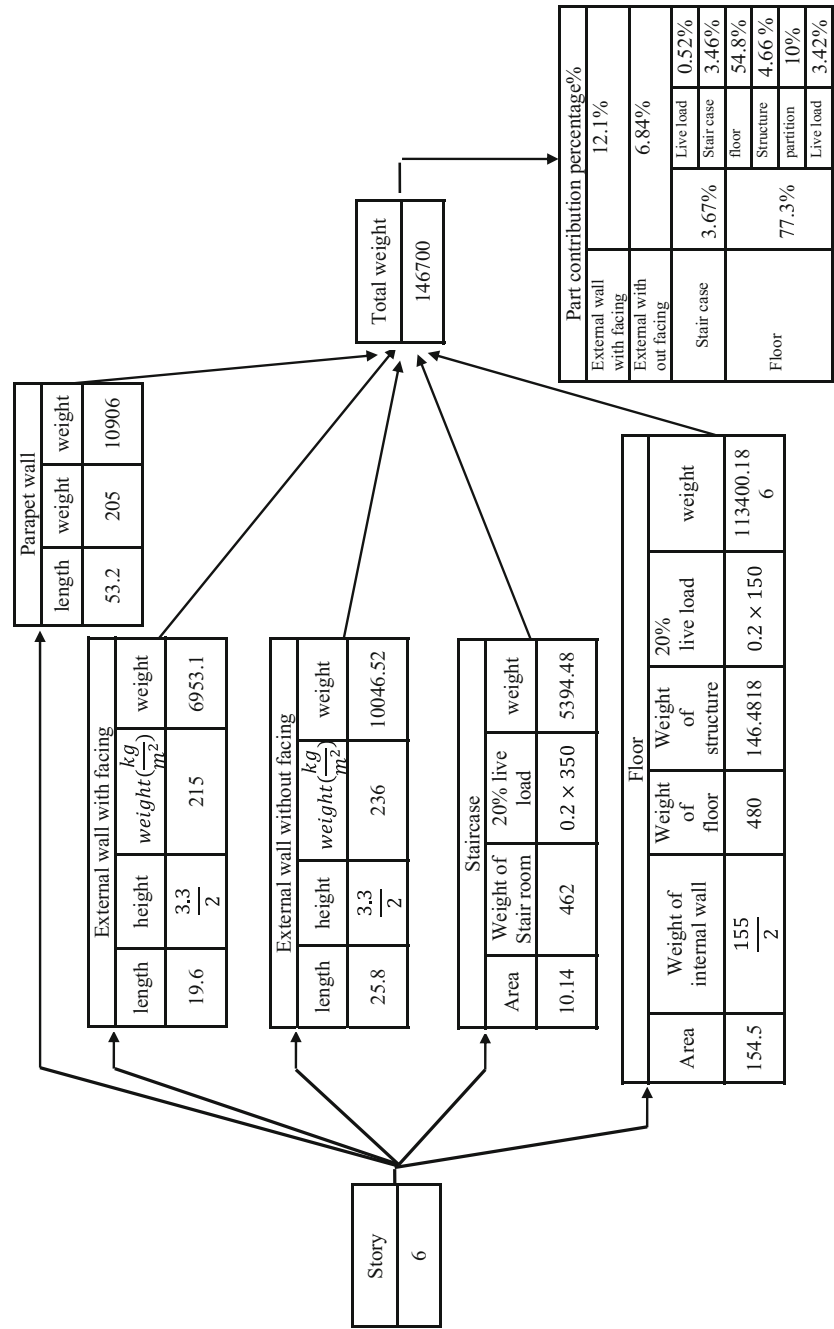 Story
6
Parapet wall
length weight weight
53.2 205 10906
External wall with facing
length height weight(kg/m²) weight
19.6 3.3/2 215 6953.1
External wall without facing
length height weight(kg/m²) weight
25.8 3.3/2 236 10046.52
Staircase
Area Weight of Stair room 20% live load weight
10.14 462 0.2 × 350 5394.48
Floor
Area Weight of internal wall Weight of floor Weight of structure 20% live load weight
154.5 155/2 480 146.4818 0.2 × 150 113400.186
Total weight
146700
Part contribution percentage%
External wall with facing 12.1%
External with out facing 6.84%
Stair case 3.67% Live load 0.52%
Stair case 3.46%
Floor 77.3% floor 54.8%
Structure 4.66 %
partition 10%
Live load 3.42%